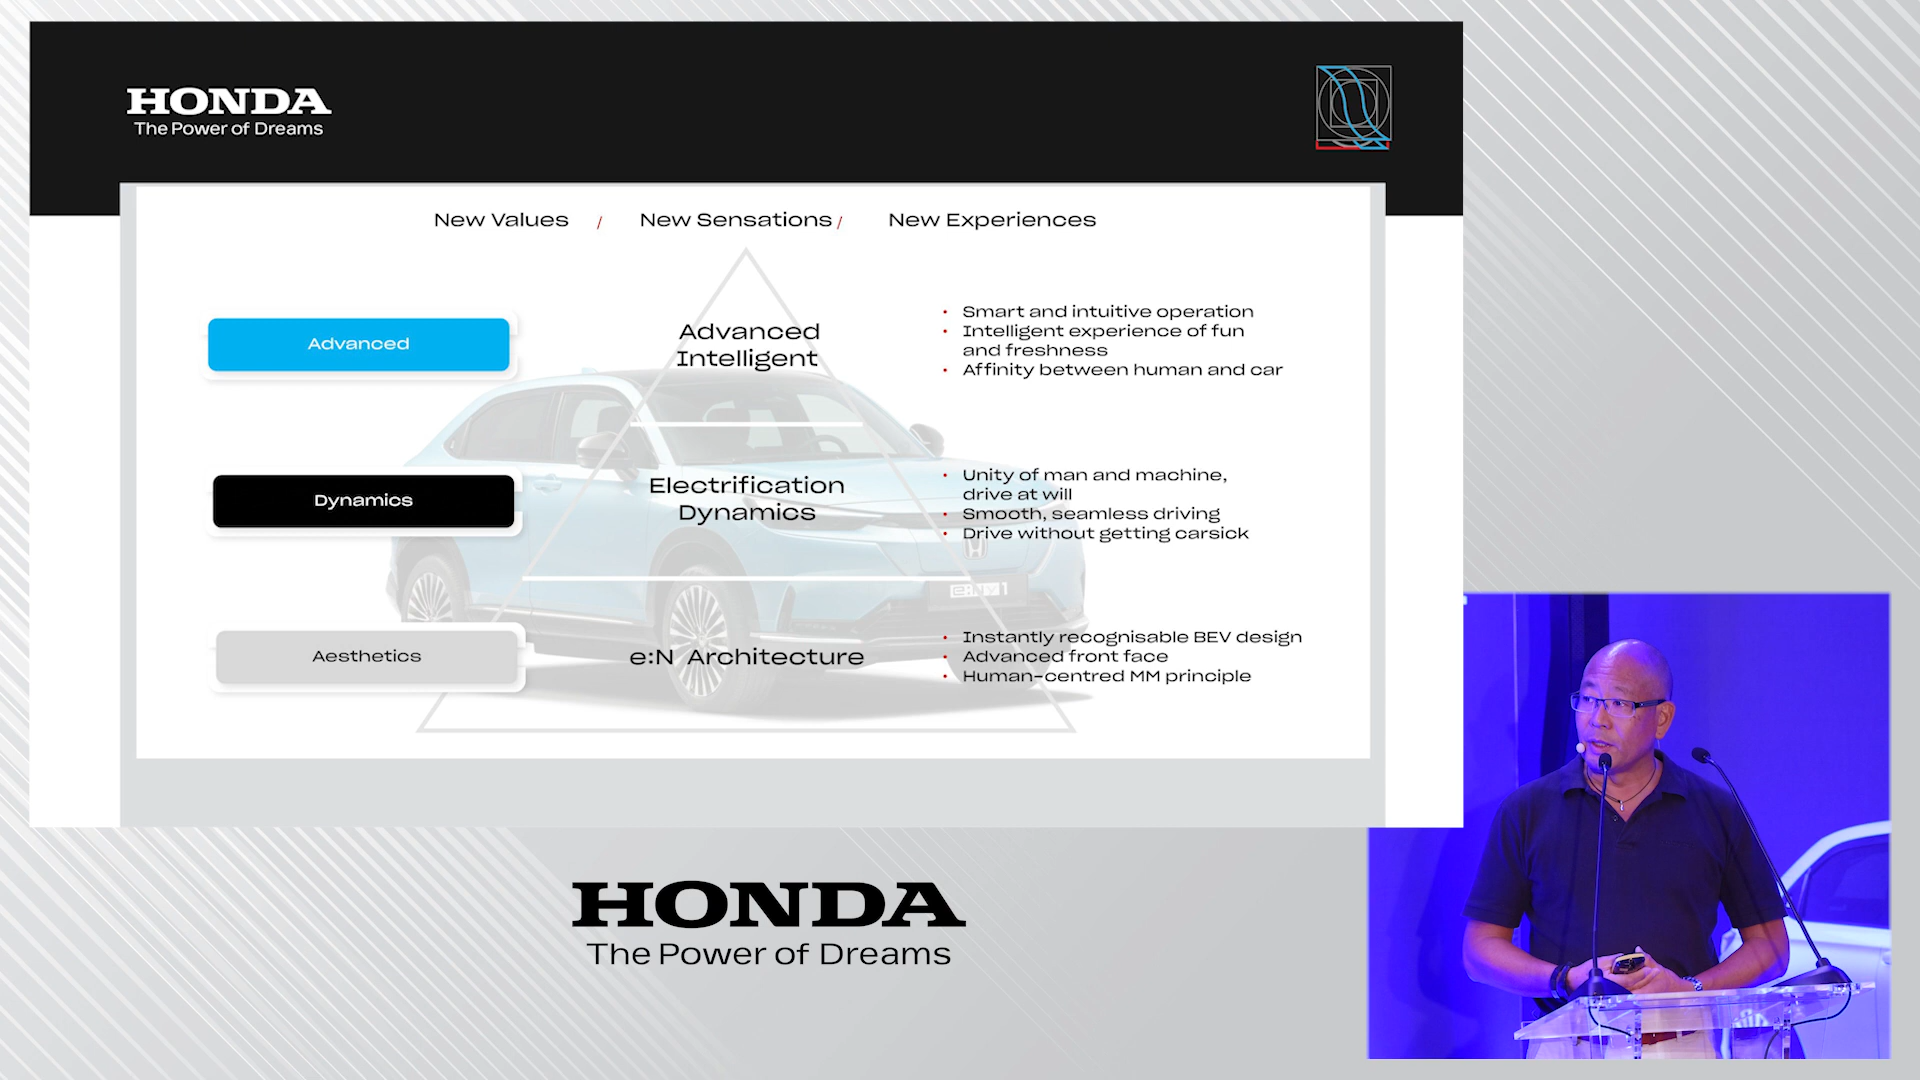 HONDA
The Power of Dreams
New Values / New Sensations / New Experiences
Advanced
Advanced
Intelligent
• Smart and intuitive operation
• Intelligent experience of fun
and freshness
• Affinity between human and car
Dynamics
Electrification
Dynamics
• Unity of man and machine,
drive at will
• Smooth, seamless driving
• Drive without getting carsick
e:Ny1
Aesthetics
e:N Architecture
• Instantly recognisable BEV design
• Advanced front face
• Human-centred MM principle
HONDA
The Power of Dreams